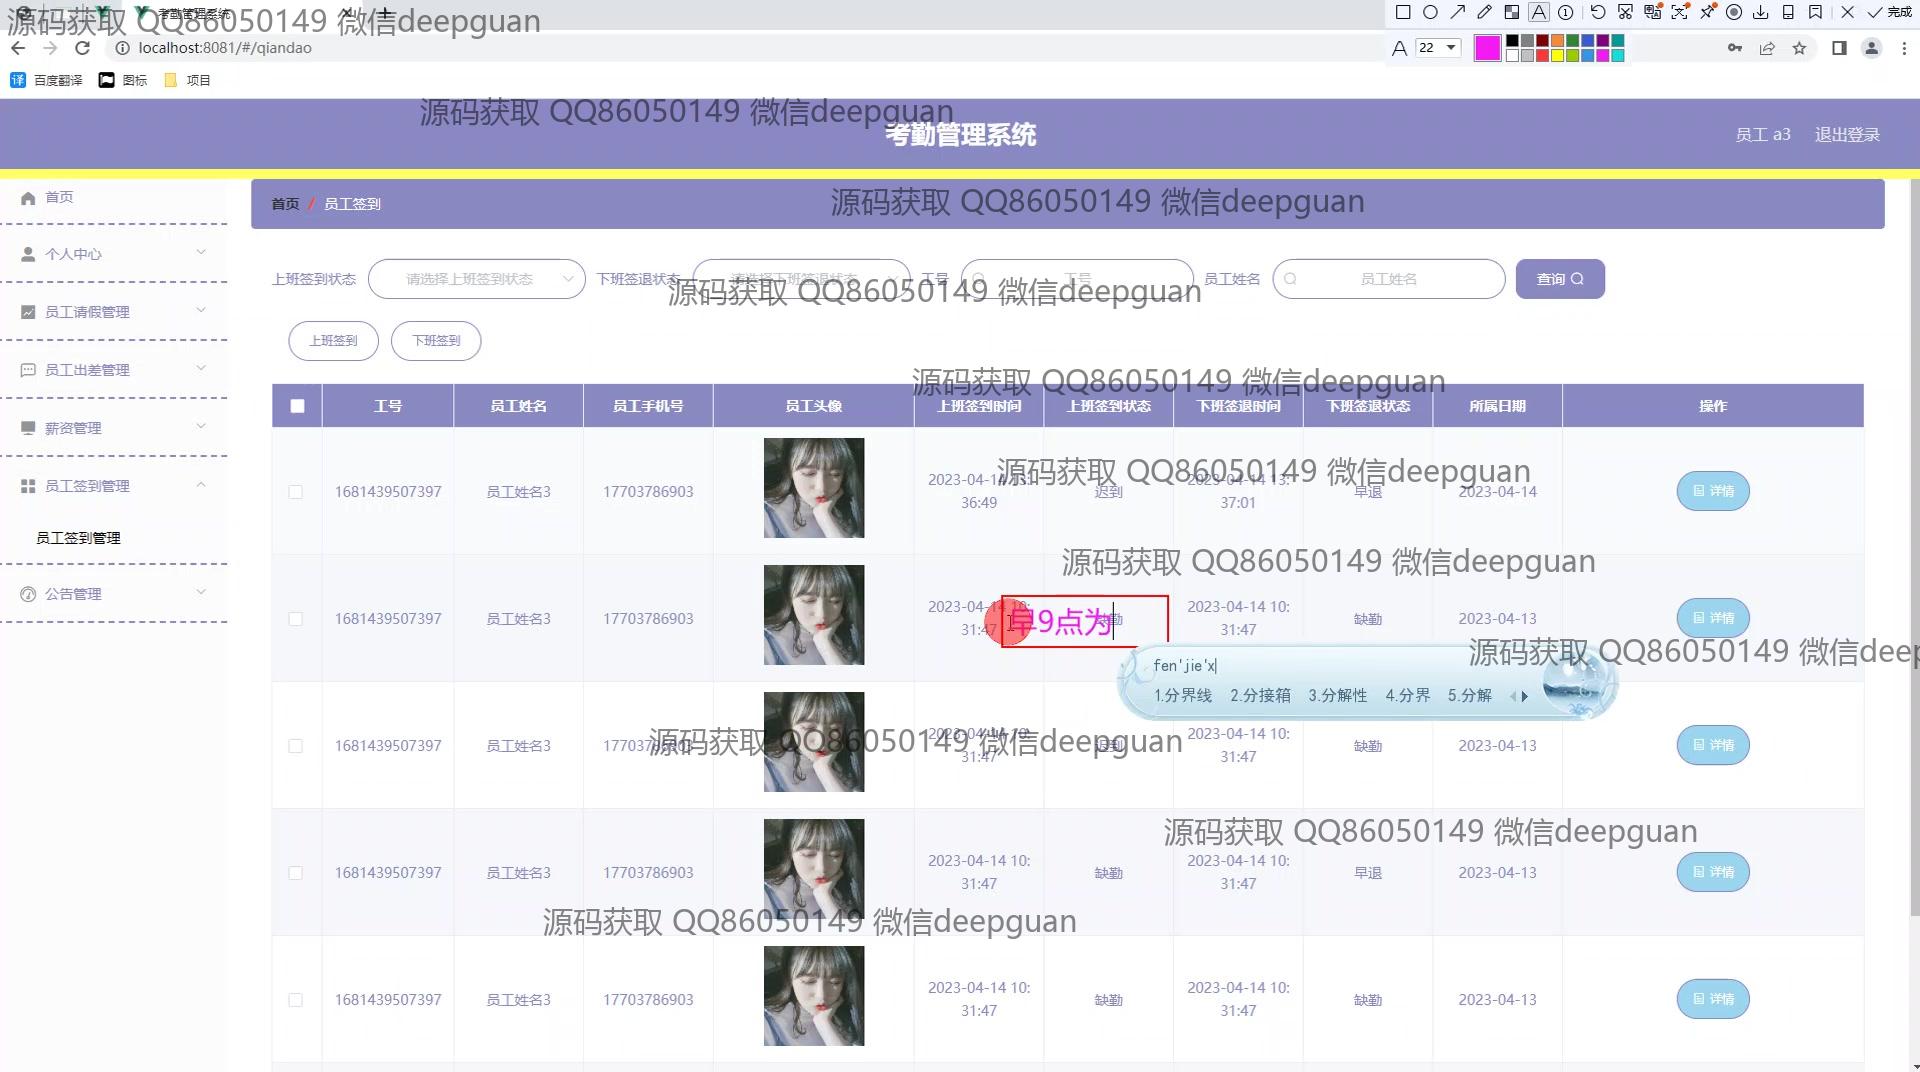 考勤管理系统
源码获取 QQ86050149 微信deepguan
22
完成
localhost:8081/#/qiandao
百度翻译 图标 项目
源码获取 QQ86050149 微信deepguan
考勤管理系统
员工 a3 退出登录
首页
首页 / 员工签到
源码获取 QQ86050149 微信deepguan
个人中心
上班签到状态 请选择上班签到状态 下班签退状态 请选择下班签退状态 工号 工号 员工姓名 员工姓名 查询
源码获取 QQ86050149 微信deepguan
员工请假管理
上班签到 下班签到
员工出差管理
源码获取 QQ86050149 微信deepguan
工号 员工姓名 员工手机号 员工头像 上班签到时间 上班签到状态 下班签退时间 下班签退状态 所属日期 操作
薪资管理
源码获取 QQ86050149 微信deepguan
员工签到管理
1681439507397 员工姓名3 17703786903 2023-04-14 13:36:49 迟到 2023-04-14 13:37:01 早退 2023-04-14 详情
员工签到管理
源码获取 QQ86050149 微信deepguan
公告管理
1681439507397 员工姓名3 17703786903 2023-04-14 10:31:47 缺勤 2023-04-14 10:31:47 缺勤 2023-04-13 详情
早9点为
源码获取 QQ86050149 微信deep
fen'jie'x
1.分界线 2.分接箱 3.分解性 4.分界 5.分解
1681439507397 员工姓名3 17703786903 2023-04-14 10:31:47 迟到 2023-04-14 10:31:47 缺勤 2023-04-13 详情
源码获取 QQ86050149 微信deepguan
源码获取 QQ86050149 微信deepguan
1681439507397 员工姓名3 17703786903 2023-04-14 10:31:47 缺勤 2023-04-14 10:31:47 早退 2023-04-13 详情
源码获取 QQ86050149 微信deepguan
1681439507397 员工姓名3 17703786903 2023-04-14 10:31:47 缺勤 2023-04-14 10:31:47 缺勤 2023-04-13 详情